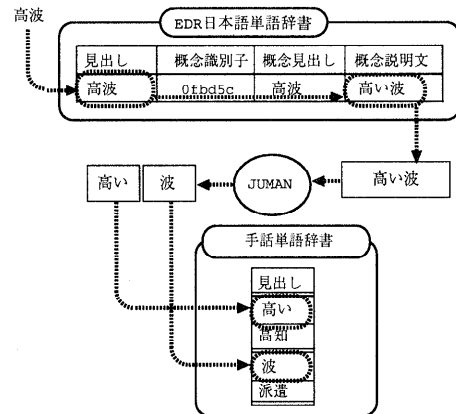 高波
EDR日本語単語辞書
見出し 概念識別子 概念見出し 概念説明文
高波 0fbd5c 高波 高い波
高い 波 JUMAN 高い波
手話単語辞書
見出し
高い
高知
波
派遣